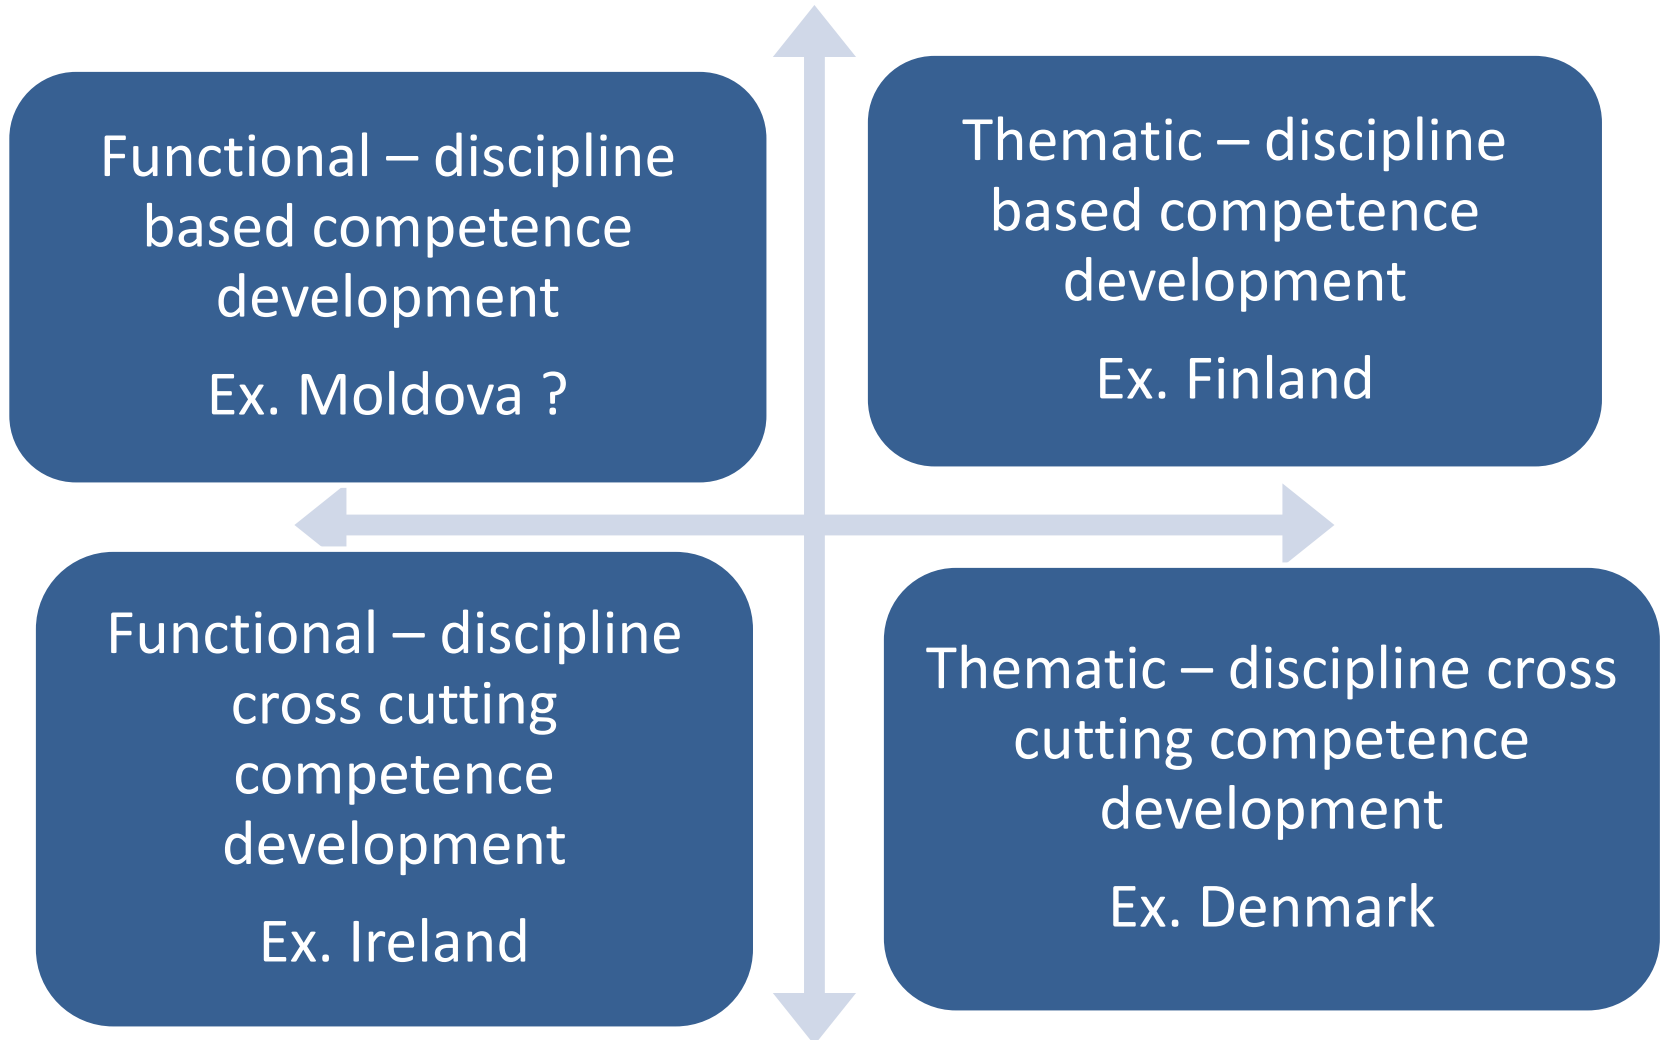 Functional – discipline
based competence
development
Ex. Moldova ?
Thematic – discipline
based competence
development
Ex. Finland
Functional – discipline
cross cutting
competence
development
Ex. Ireland
Thematic – discipline cross
cutting competence
development
Ex. Denmark